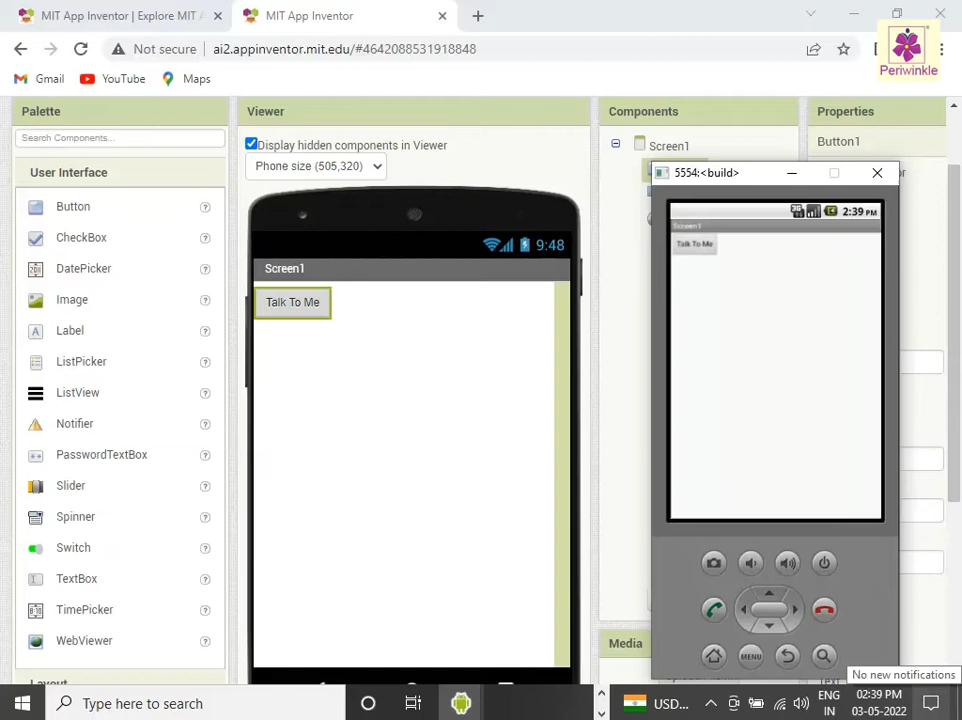 MIT App Inventor | Explore MIT A
MIT App Inventor
Not secure
ai2.appinventor.mit.edu/#4642088531918848
Periwinkle
Gmail
YouTube
Maps
Palette
Viewer
Components
Properties
Search Components...
Display hidden components in Viewer
Screen1
Button1
Phone size (505,320)
User Interface
5554:<build>
Button
CheckBox
DatePicker
Image
Label
ListPicker
ListView
Notifier
PasswordTextBox
Slider
Spinner
Switch
TextBox
TimePicker
WebViewer
9:48
Screen1
Talk To Me
2:39 PM
Screen1
Talk To Me
MENU
Media
No new notifications
Type here to search
USD...
ENG
IN
02:39 PM
03-05-2022